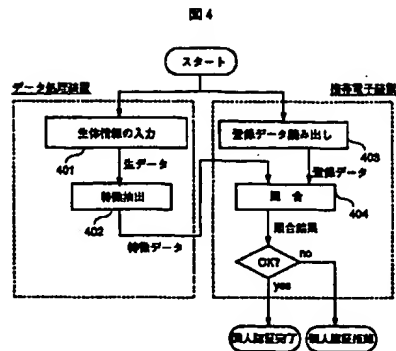 図4
スタート
データ処理装置
携帯電子装置
生体情報の入力
401
生データ
登録データ読み出し
403
登録データ
特徴抽出
402
特徴データ
照 合
404
照合結果
OK?
no
yes
個人認証完了
個人認証拒絶